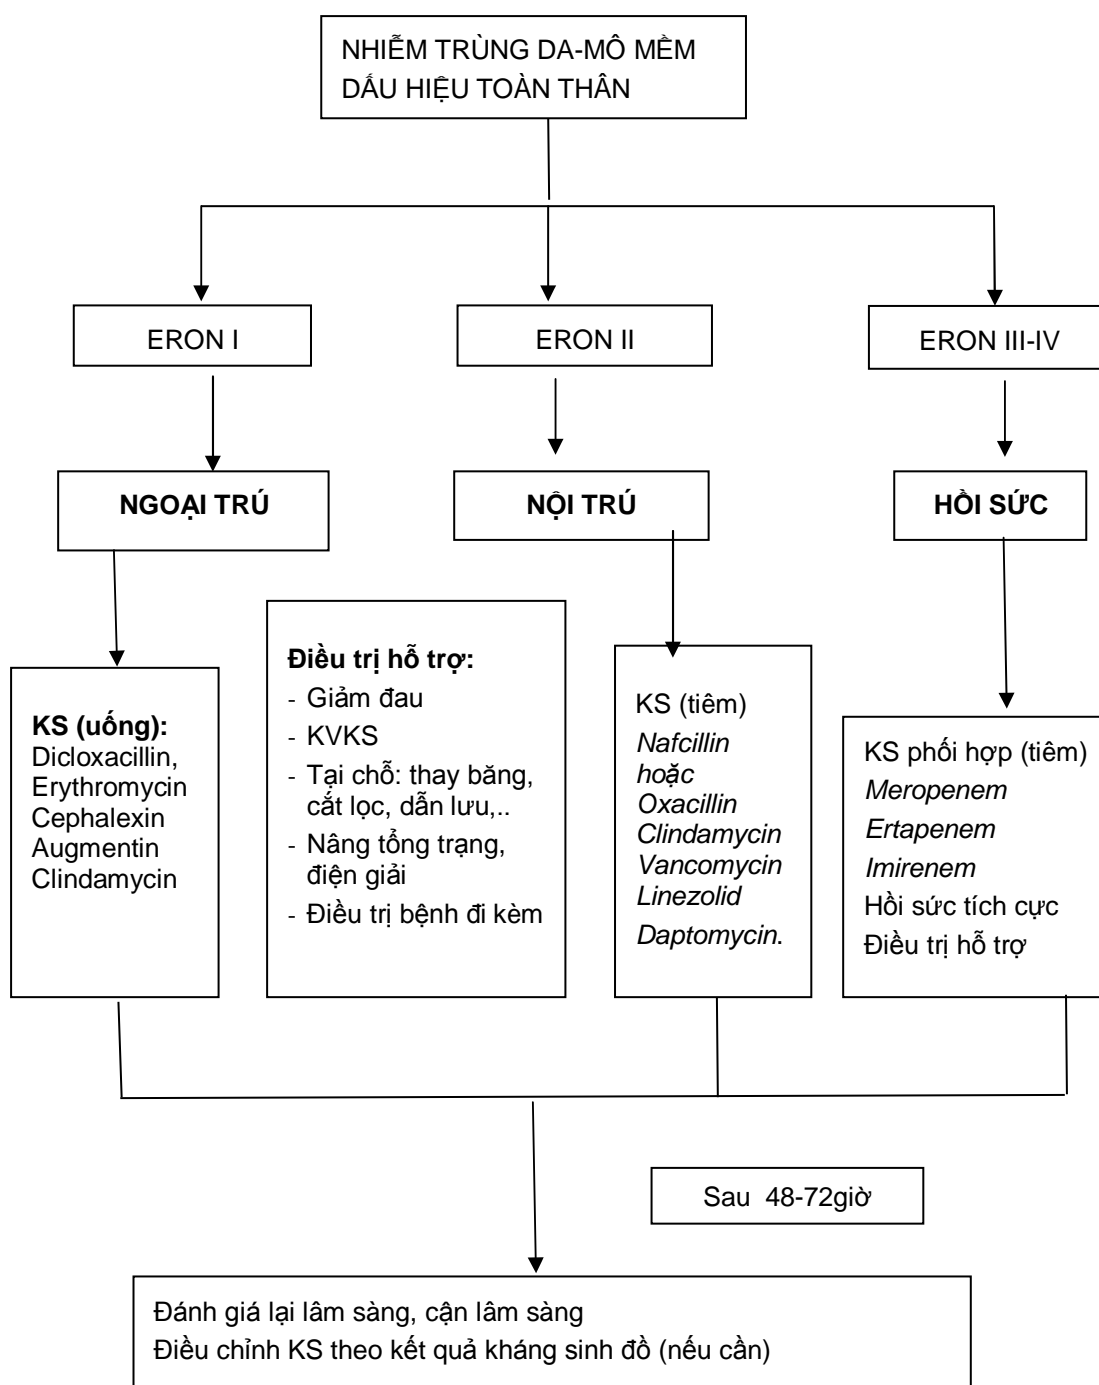 NHIỄM TRÙNG DA-MÔ MỀM
DẤU HIỆU TOÀN THÂN
ERON I
ERON II
ERON III-IV
NGOẠI TRÚ
NỘI TRÚ
HỒI SỨC
KS (uống):
Dicloxacillin,
Erythromycin
Cephalexin
Augmentin
Clindamycin
Điều trị hỗ trợ:
- Giảm đau
- KVKS
- Tại chỗ: thay băng,
cắt lọc, dẫn lưu,..
- Nâng tổng trạng,
điện giải
- Điều trị bệnh đi kèm
KS (tiêm)
Nafcillin
hoặc
Oxacillin
Clindamycin
Vancomycin
Linezolid
Daptomycin.
KS phối hợp (tiêm)
Meropenem
Ertapenem
Imirenem
Hồi sức tích cực
Điều trị hỗ trợ
Sau 48-72giờ
Đánh giá lại lâm sàng, cận lâm sàng
Điều chỉnh KS theo kết quả kháng sinh đồ (nếu cần)